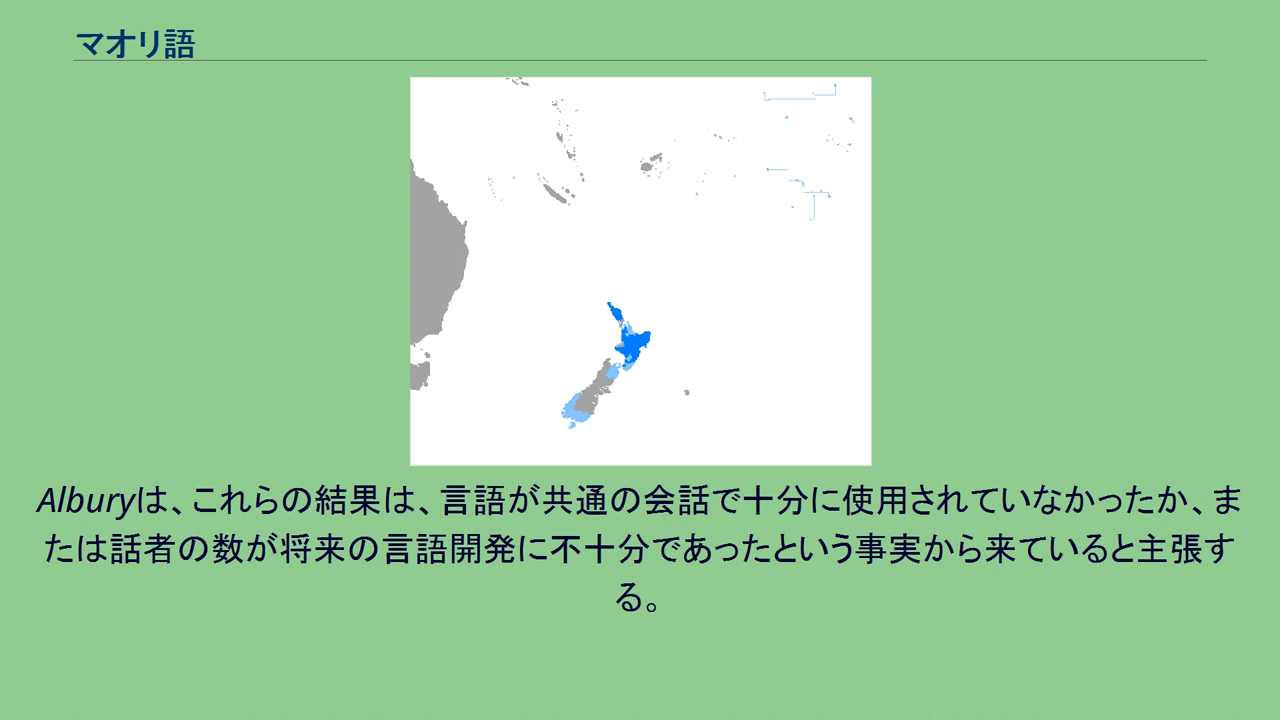 マオリ語
Alburyは、これらの結果は、言語が共通の会話で十分に使用されていなかったか、ま
たは話者の数が将来の言語開発に不十分であったという事実から来ていると主張す
る。